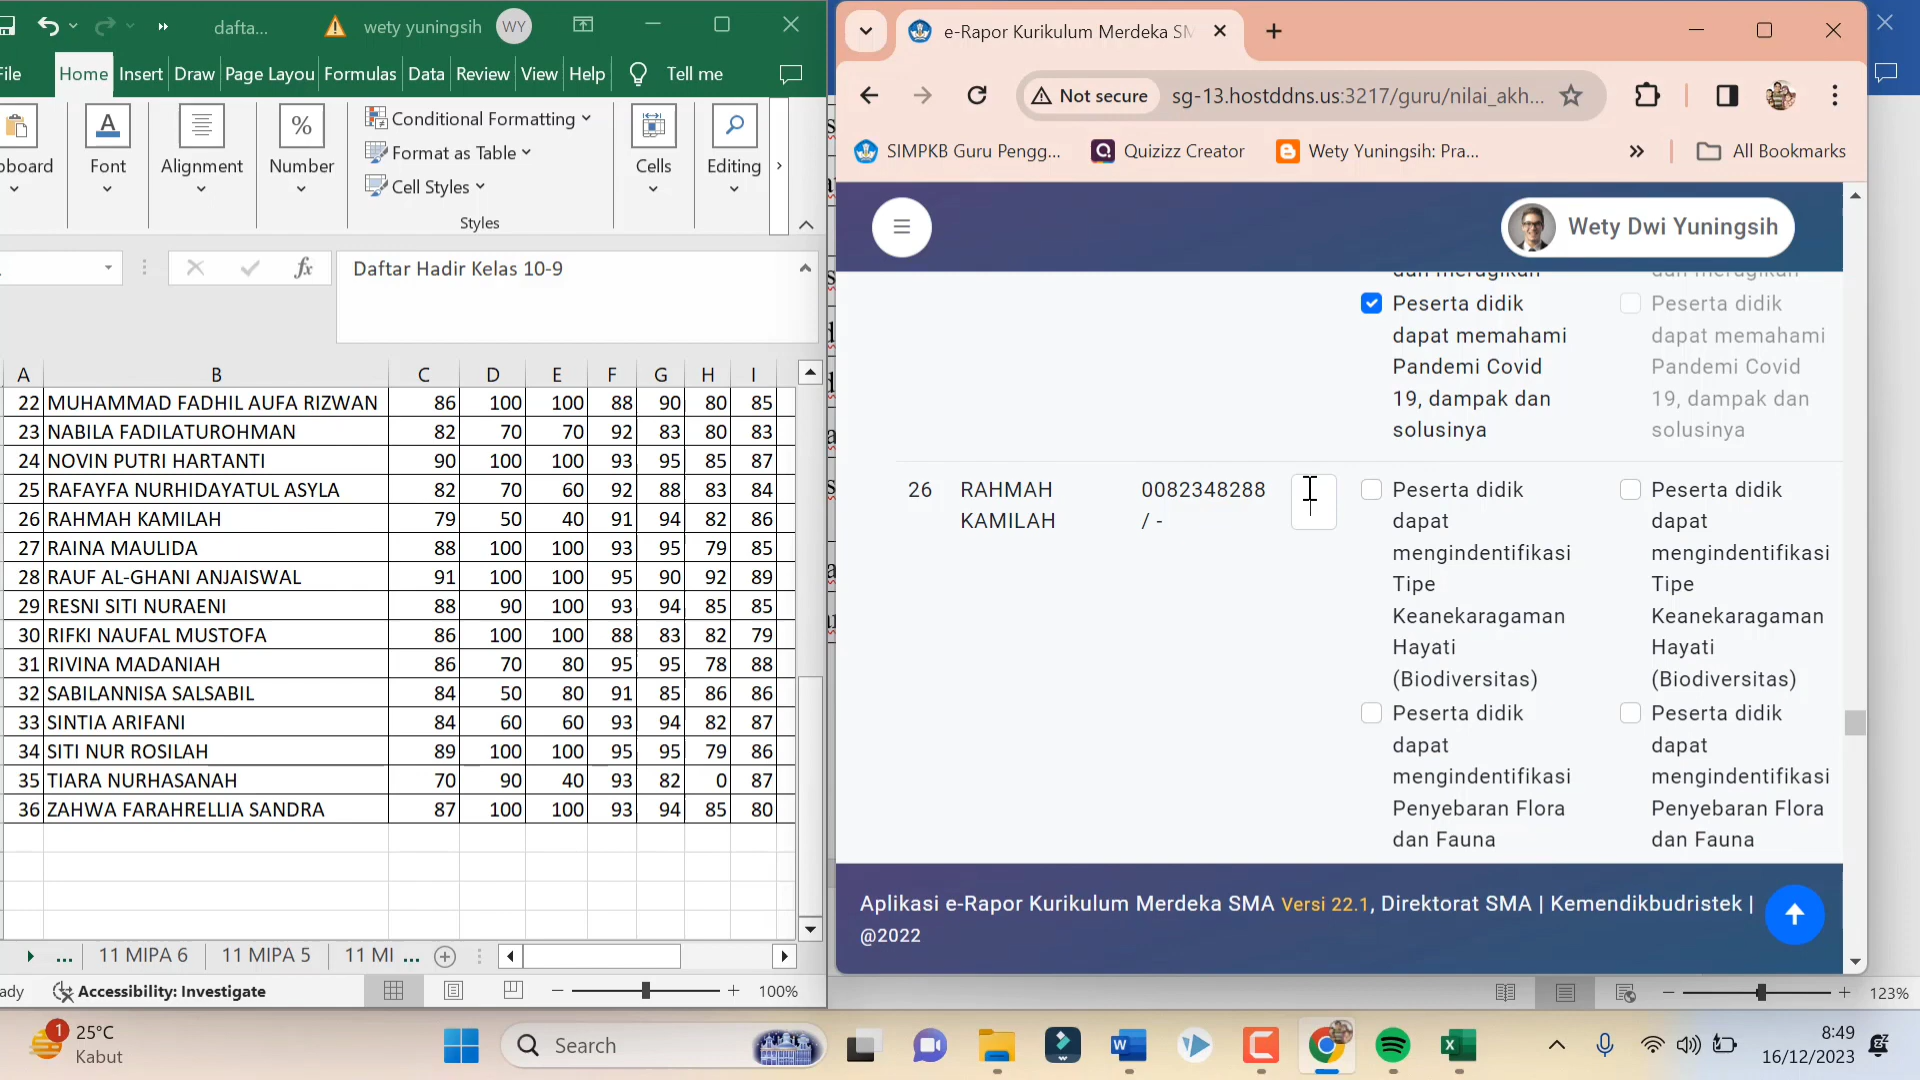 dafta...
wety yuningsih
WY
File
Home
Insert
Draw
Page Layou
Formulas
Data
Review
View
Help
Tell me
Font
Alignment
Number
%
Conditional Formatting
Format as Table
Cell Styles
Styles
Cells
Editing
fx
Daftar Hadir Kelas 10-9
A B C D E F G H I
22 MUHAMMAD FADHIL AUFA RIZWAN 86 100 100 88 90 80 85
23 NABILA FADILATUROHMAN 82 70 70 92 83 80 83
24 NOVIN PUTRI HARTANTI 90 100 100 93 95 85 87
25 RAFAYFA NURHIDAYATUL ASYLA 82 70 60 92 88 83 84
26 RAHMAH KAMILAH 79 50 40 91 94 82 86
27 RAINA MAULIDA 88 100 100 93 95 79 85
28 RAUF AL-GHANI ANJAISWAL 91 100 100 95 90 92 89
29 RESNI SITI NURAENI 88 90 100 93 94 85 85
30 RIFKI NAUFAL MUSTOFA 86 100 100 88 83 82 79
31 RIVINA MADANIAH 86 70 80 95 95 78 88
32 SABILANNISA SALSABIL 84 50 80 91 85 86 86
33 SINTIA ARIFANI 84 60 60 93 94 82 87
34 SITI NUR ROSILAH 89 100 100 95 95 79 86
35 TIARA NURHASANAH 70 90 40 93 82 0 87
36 ZAHWA FARAHRELLIA SANDRA 87 100 100 93 94 85 80
... 11 MIPA 6 11 MIPA 5 11 MI ...
Accessibility: Investigate
100%
e-Rapor Kurikulum Merdeka SM
Not secure
sg-13.hostddns.us:3217/guru/nilai_akh...
SIMPKB Guru Pengg...
Quizizz Creator
Wety Yuningsih: Pra...
All Bookmarks
Wety Dwi Yuningsih
Peserta didik
dapat memahami
Pandemi Covid
19, dampak dan
solusinya
Peserta didik
dapat memahami
Pandemi Covid
19, dampak dan
solusinya
26
RAHMAH
KAMILAH
0082348288
/ -
Peserta didik
dapat
mengindentifikasi
Tipe
Keanekaragaman
Hayati
(Biodiversitas)
Peserta didik
dapat
mengindentifikasi
Penyebaran Flora
dan Fauna
Peserta didik
dapat
mengindentifikasi
Tipe
Keanekaragaman
Hayati
(Biodiversitas)
Peserta didik
dapat
mengindentifikasi
Penyebaran Flora
dan Fauna
Aplikasi e-Rapor Kurikulum Merdeka SMA Versi 22.1, Direktorat SMA | Kemendikbudristek |
@2022
123%
1
25°C
Kabut
Search
8:49
16/12/2023